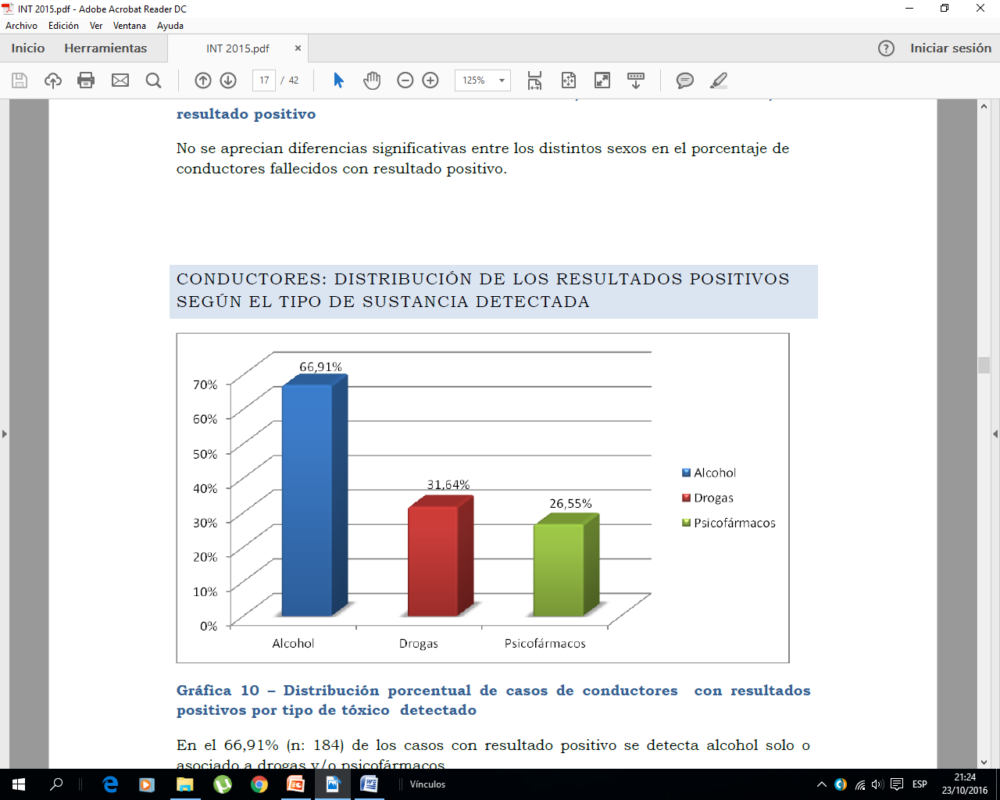 INT 2015.pdf - Adobe Acrobat Reader DC
Archivo Edición Ver Ventana Ayuda
Inicio Herramientas INT 2015.pdf × ? Iniciar sesión
17 / 42 125%
resultado positivo
No se aprecian diferencias significativas entre los distintos sexos en el porcentaje de
conductores fallecidos con resultado positivo.
CONDUCTORES: DISTRIBUCIÓN DE LOS RESULTADOS POSITIVOS
SEGÚN EL TIPO DE SUSTANCIA DETECTADA
66,91%
70%
60%
50%
40%
30%
20%
10%
0%
31,64%
26,55%
Alcohol
Drogas
Psicofármacos
Alcohol Drogas Psicofármacos
Gráfica 10 – Distribución porcentual de casos de conductores con resultados
positivos por tipo de tóxico detectado
En el 66,91% (n: 184) de los casos con resultado positivo se detecta alcohol solo o
asociado a drogas y/o psicofármacos
Vínculos
ESP
21:24
23/10/2016